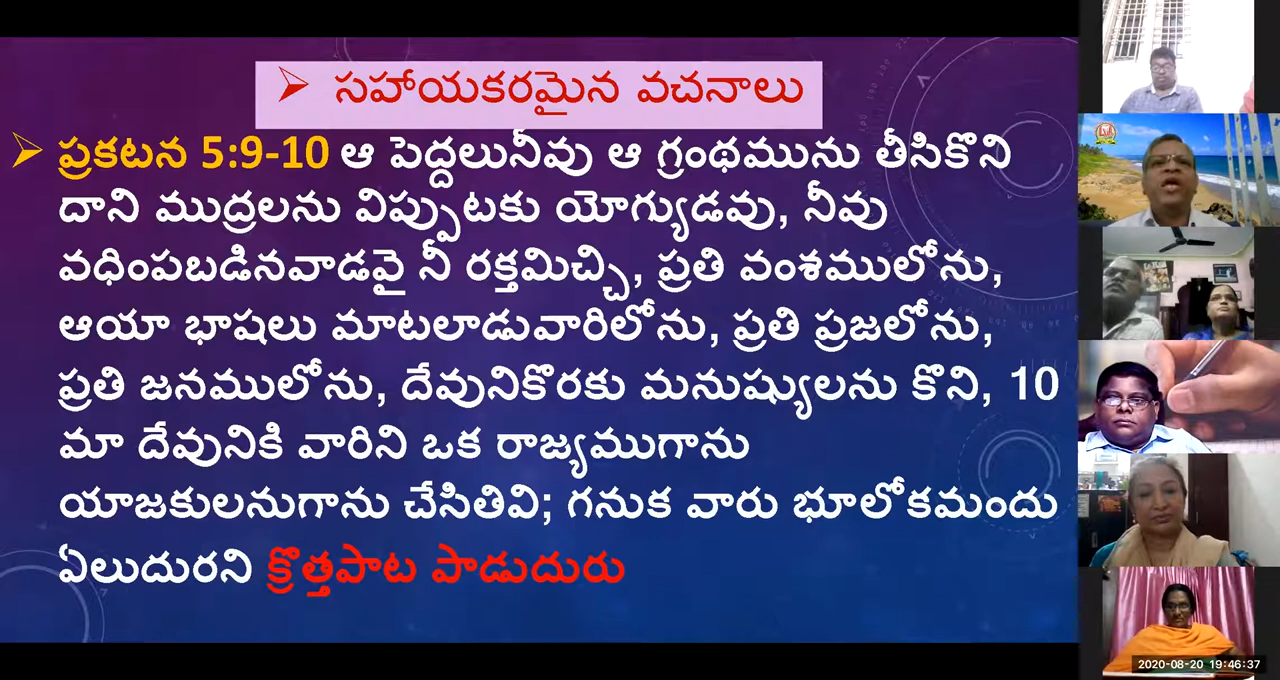 ➢ సహాయకరమైన వచనాలు
➢ ప్రకటన 5:9-10 ఆ పెద్దలునీవు ఆ గ్రంథమును తీసికొని
దాని ముద్రలను విప్పుటకు యోగ్యుడవు, నీవు
వధింపబడినవాడవై నీ రక్తమిచ్చి, ప్రతి వంశములోను,
ఆయా భాషలు మాటలాడువారిలోను, ప్రతి ప్రజలోను,
ప్రతి జనములోను, దేవునికొరకు మనుష్యులను కొని, 10
మా దేవునికి వారిని ఒక రాజ్యముగాను
యాజకులనుగాను చేసితివి; గనుక వారు భూలోకమందు
ఏలుదురని క్రొత్తపాట పాడుదురు
2020-08-20 19:46:37